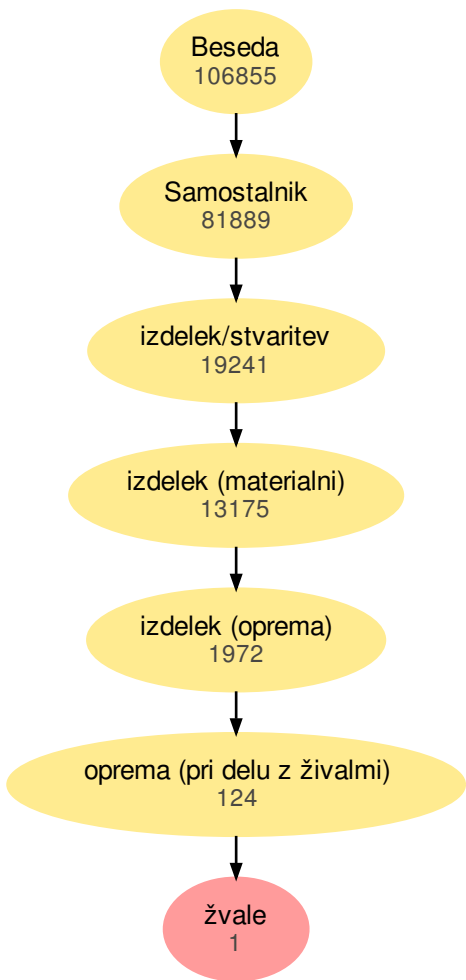 Beseda
106855
Samostalnik
81889
izdelek/stvaritev
19241
izdelek (materialni)
13175
izdelek (oprema)
1972
oprema (pri delu z živalmi)
124
žvale
1